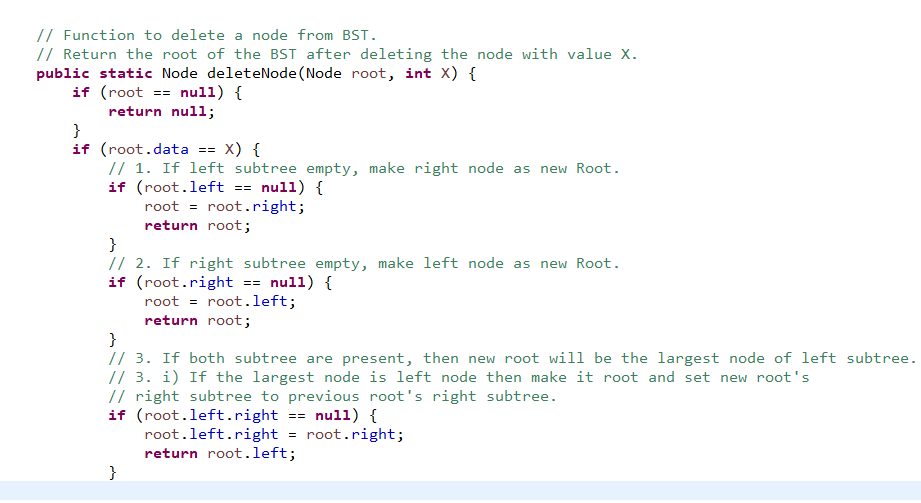 // Function to delete a node from BST.
// Return the root of the BST after deleting the node with value X.
public static Node deleteNode(Node root, int X) {
if (root == null) {
return null;
}
if (root.data == X) {
// 1. If left subtree empty, make right node as new Root.
if (root.left == null) {
root = root.right;
return root;
}
// 2. If right subtree empty, make left node as new Root.
if (root.right == null) {
root = root.left;
return root;
}
// 3. If both subtree are present, then new root will be the largest node of left subtree.
// 3. i) If the largest node is left node then make it root and set new root's
// right subtree to previous root's right subtree.
if (root.left.right == null) {
root.left.right = root.right;
return root.left;
}